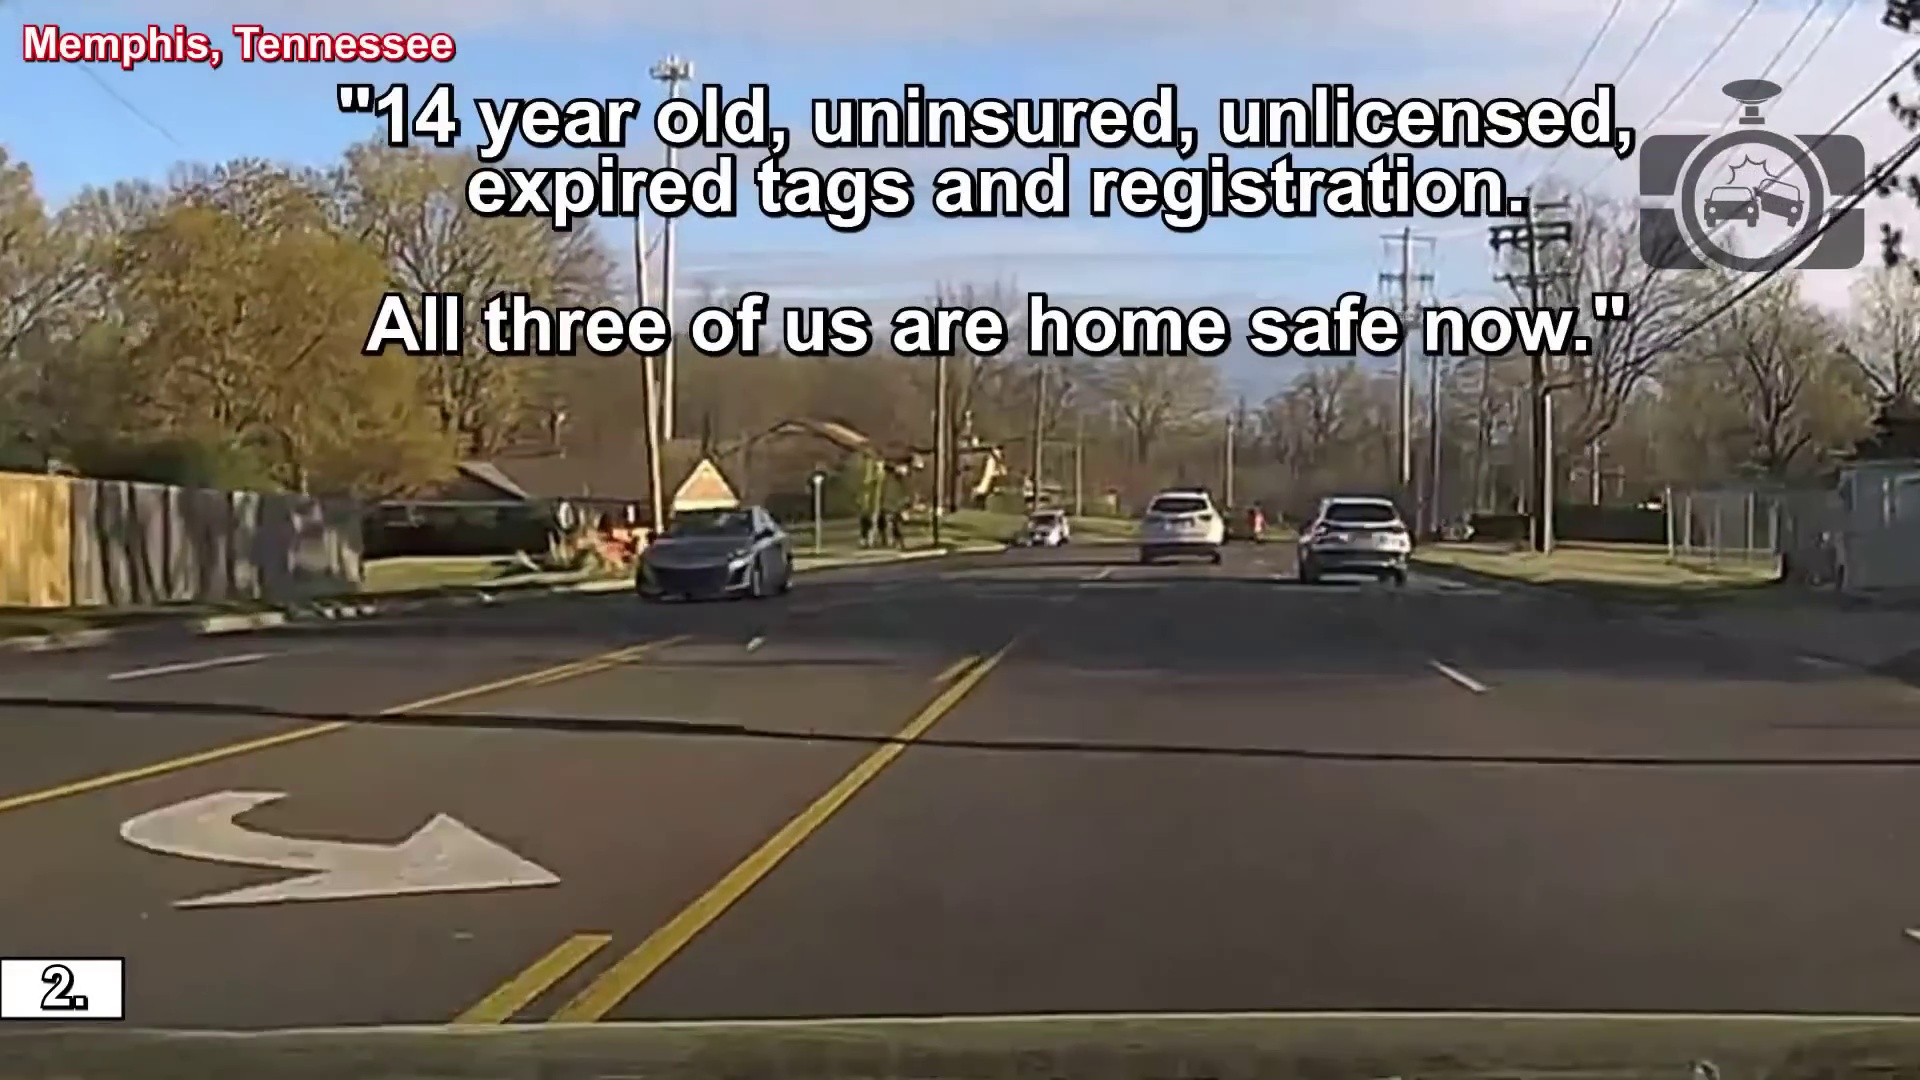 Memphis, Tennessee
"14 year old, uninsured, unlicensed,
expired tags and registration.
All three of us are home safe now."
2.